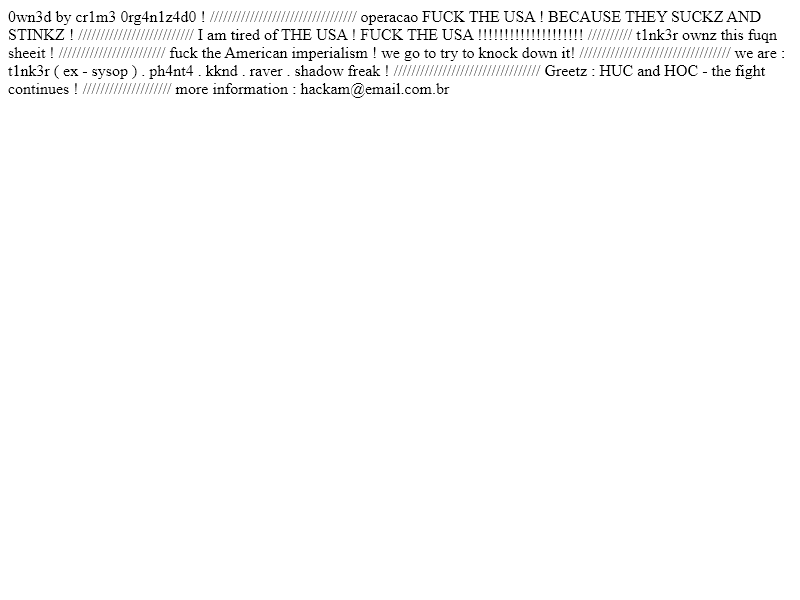 0wn3d by cr1m3 0rg4n1z4d0 ! ///////////////////////////////// operacao FUCK THE USA ! BECAUSE THEY SUCKZ AND
STINKZ ! ////////////////////////// I am tired of THE USA ! FUCK THE USA !!!!!!!!!!!!!!!!!!!!! ////////// t1nk3r ownz this fuqn
sheeit ! //////////////////////// fuck the American imperialism ! we go to try to knock down it! ////////////////////////////////// we are :
t1nk3r ( ex - sysop ) . ph4nt4 . kknd . raver . shadow freak ! ///////////////////////////////// Greetz : HUC and HOC - the fight
continues ! //////////////////// more information : hackam@email.com.br